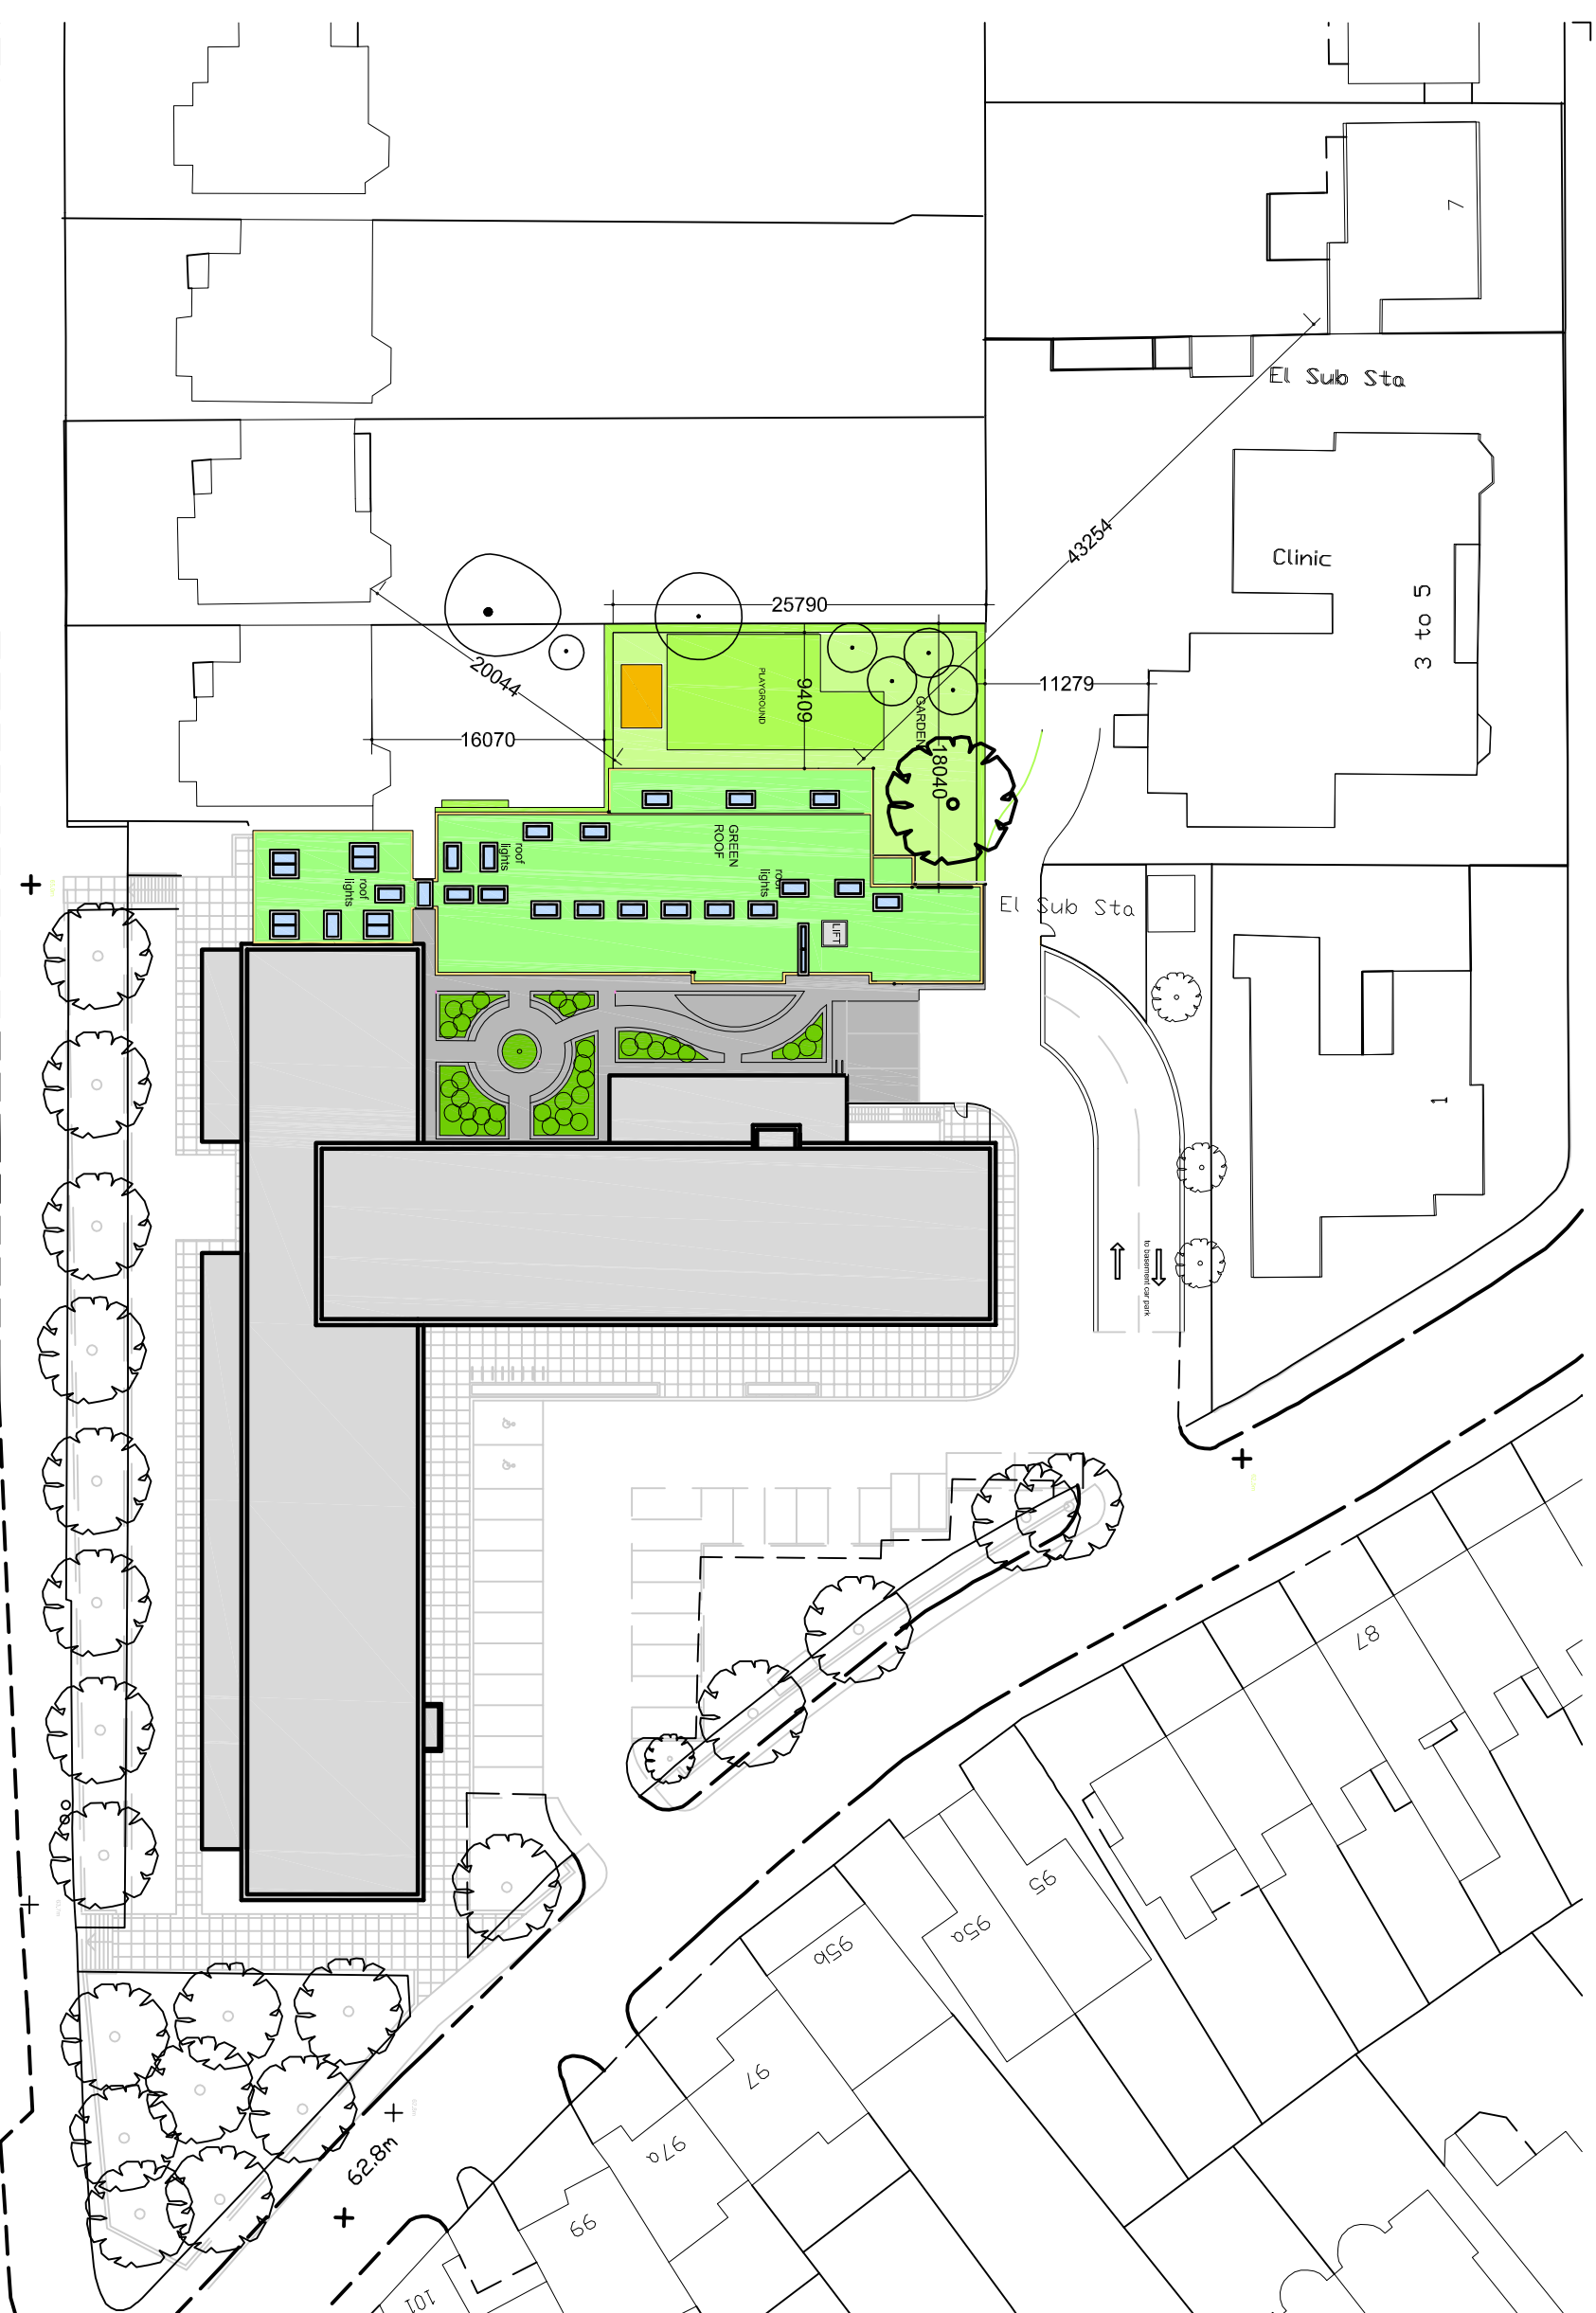 7
El Sub Sta
43254
Clinic
3 to 5
25790
20044
PLAYGROUND
9409
GARDEN
11279
16070
18040
GREEN
ROOF
roof
lights
roof
lights
roof
lights
El Sub Sta
LIFT
1
to basement car park
87
95
95a
95b
97
97a
62.8m
99
101